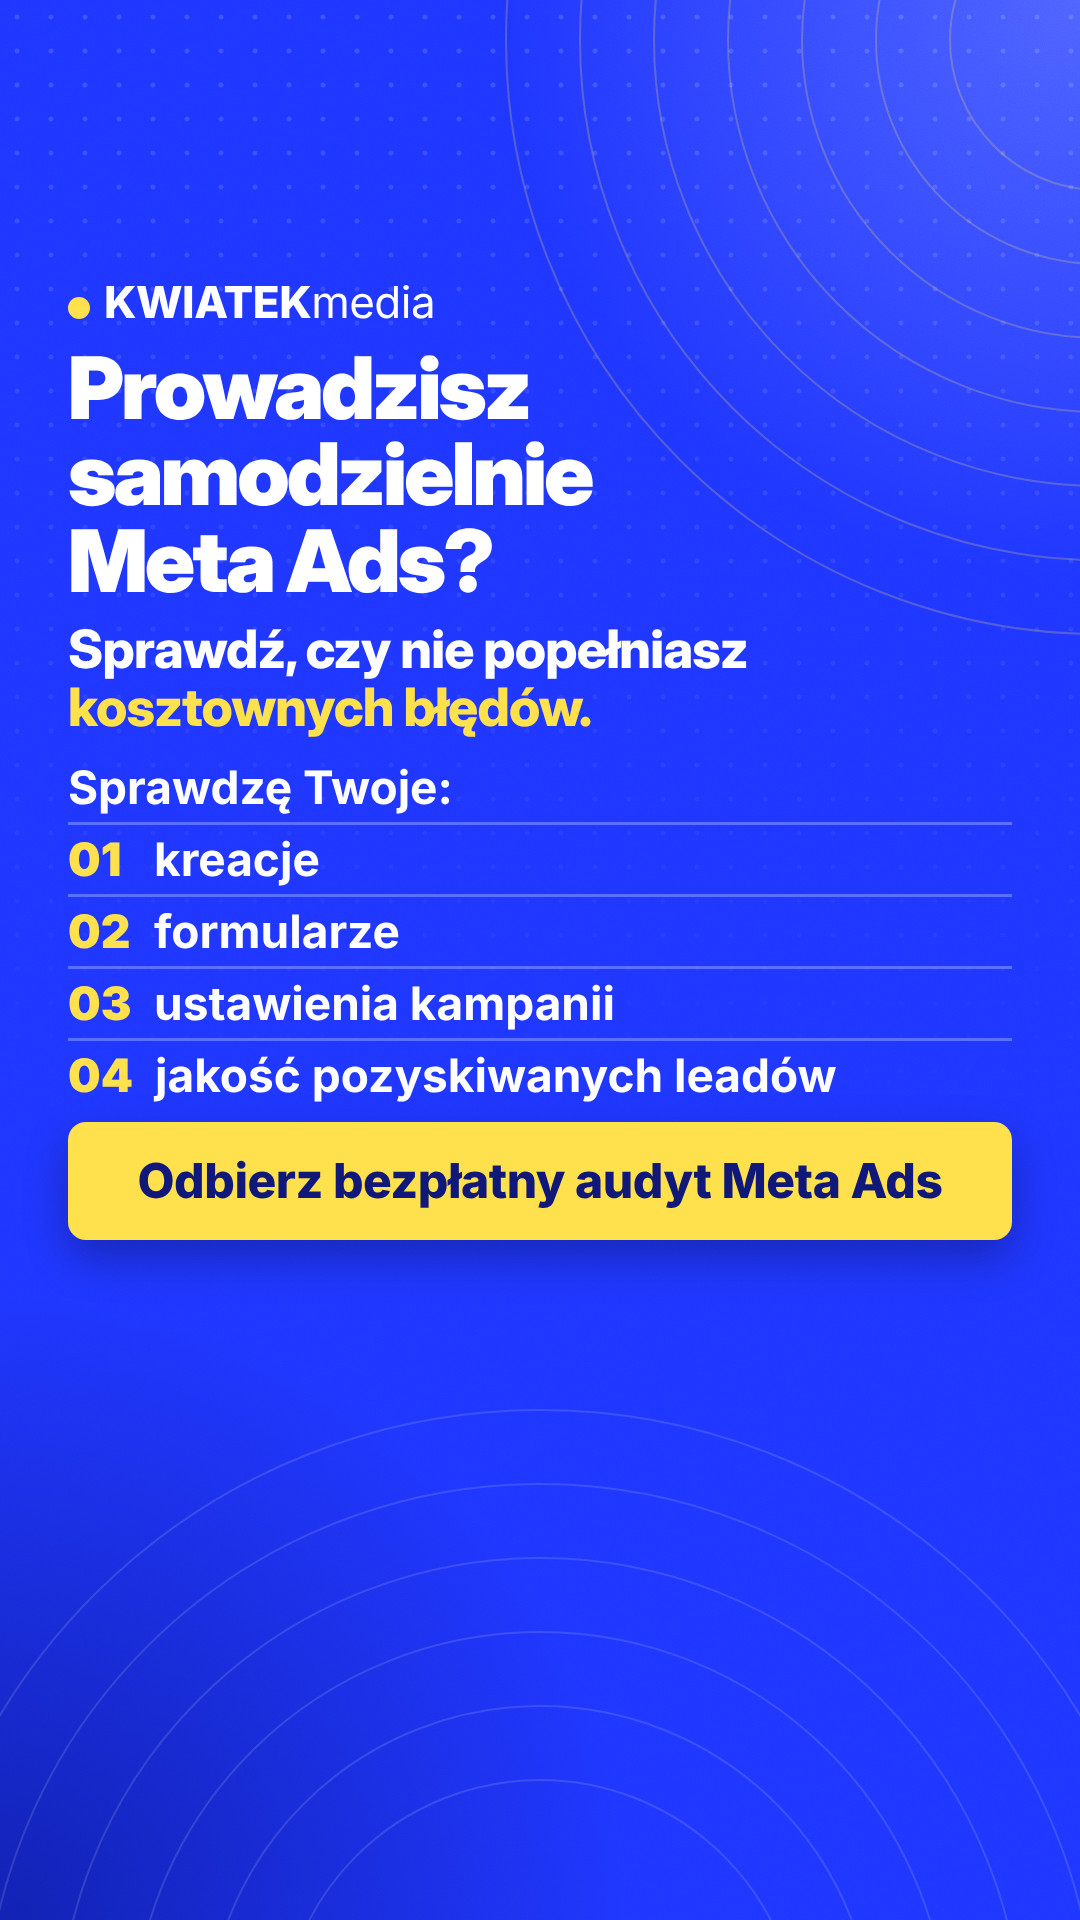 KWIATEKmedia
Prowadzisz
samodzielnie
Meta Ads?
Sprawdź, czy nie popełniasz
kosztownych błędów.
Sprawdzę Twoje:
01 kreacje
02 formularze
03 ustawienia kampanii
04 jakość pozyskiwanych leadów
Odbierz bezpłatny audyt Meta Ads